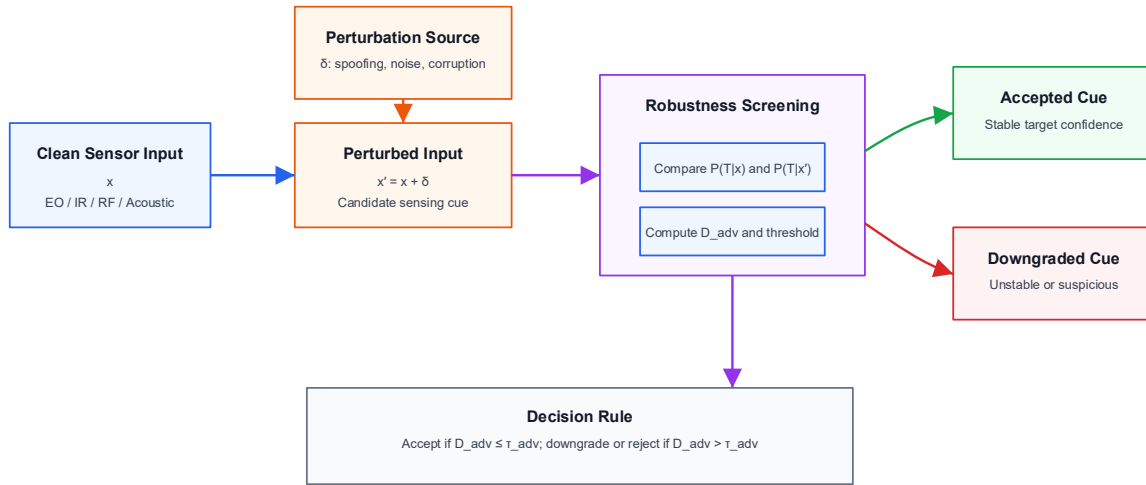 Perturbation Source
δ: spoofing, noise, corruption
Clean Sensor Input
x
EO / IR / RF / Acoustic
Perturbed Input
x′ = x + δ
Candidate sensing cue
Robustness Screening
Compare P(T|x) and P(T|x′)
Compute D_adv and threshold
Accepted Cue
Stable target confidence
Downgraded Cue
Unstable or suspicious
Decision Rule
Accept if D_adv ≤ τ_adv; downgrade or reject if D_adv > τ_adv